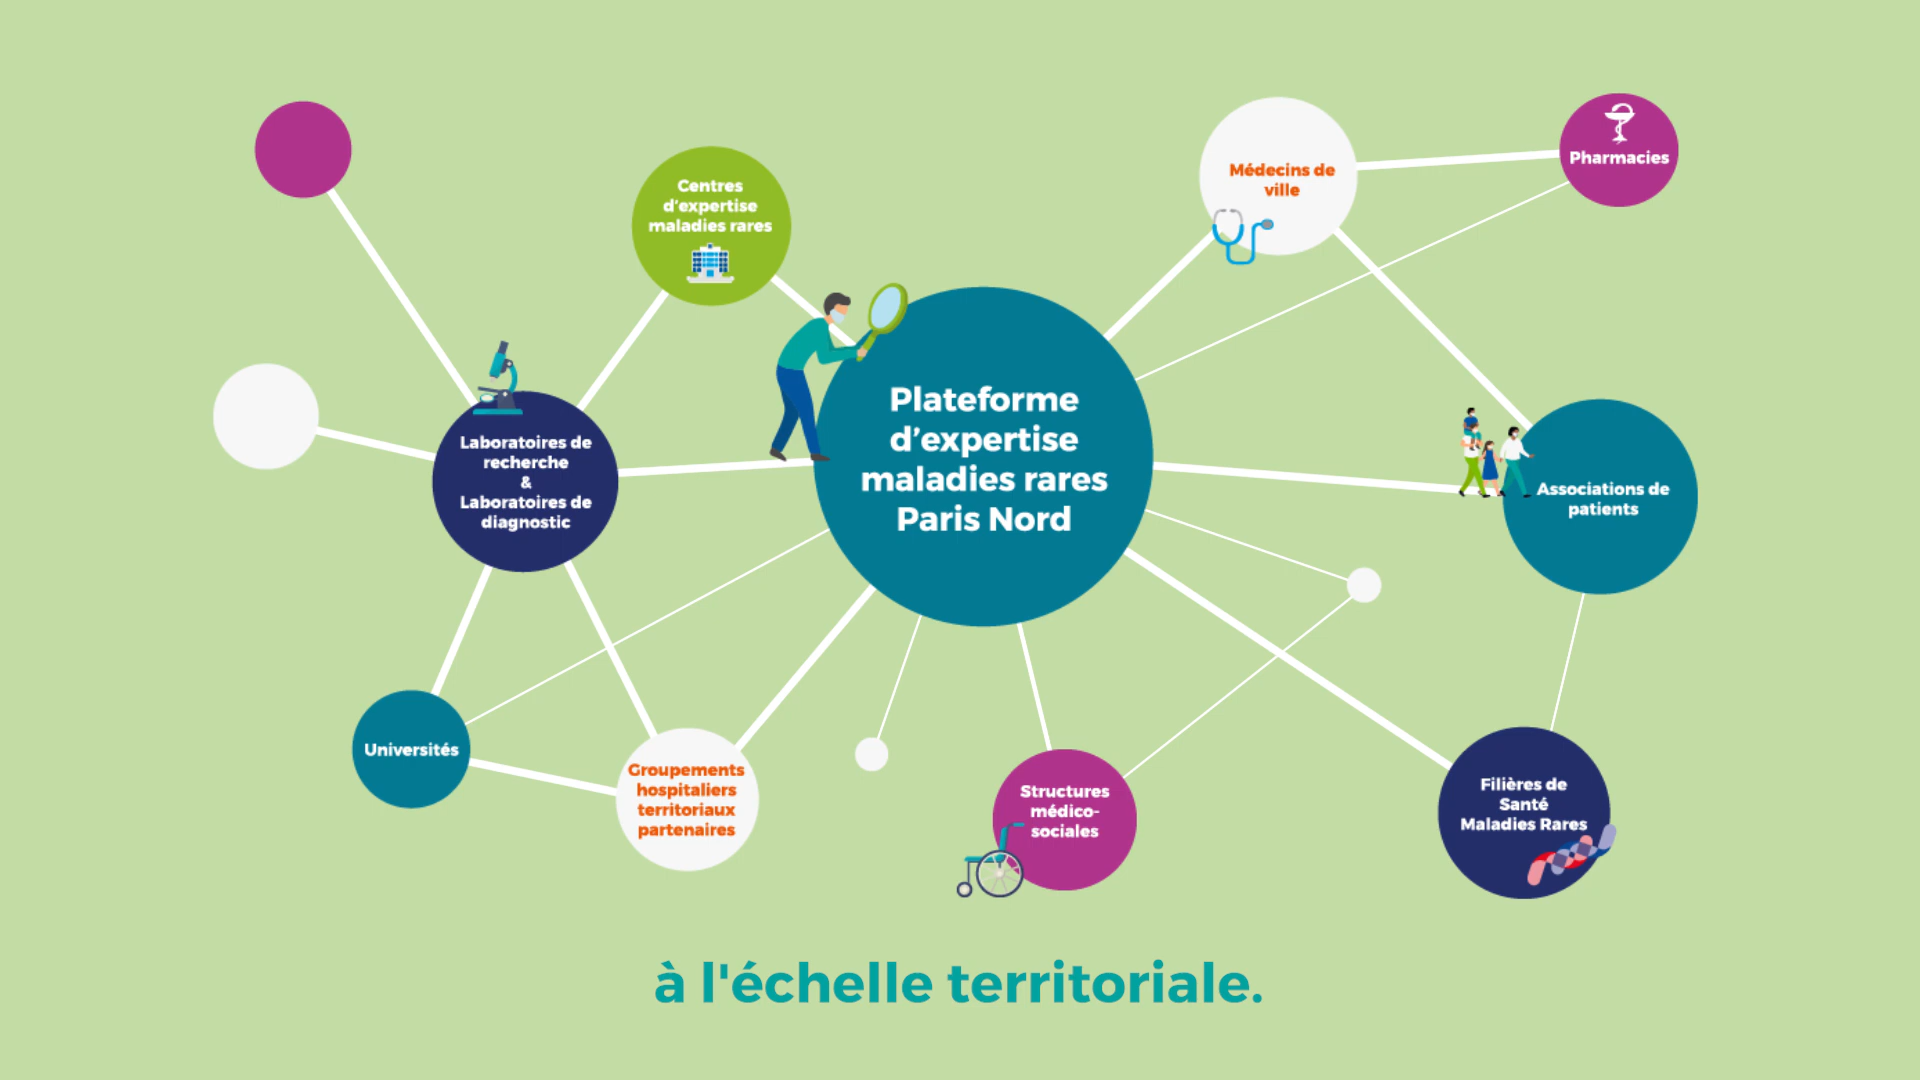 Centres
d'expertise
maladies rares
Médecins de
ville
Pharmacies
Plateforme
d'expertise
maladies rares
Paris Nord
Laboratoires de
recherche
&
Laboratoires de
diagnostic
Associations de
patients
Universités
Groupements
hospitaliers
territoriaux
partenaires
Structures
médico-
sociales
Filières de
Santé
Maladies Rares
à l'échelle territoriale.